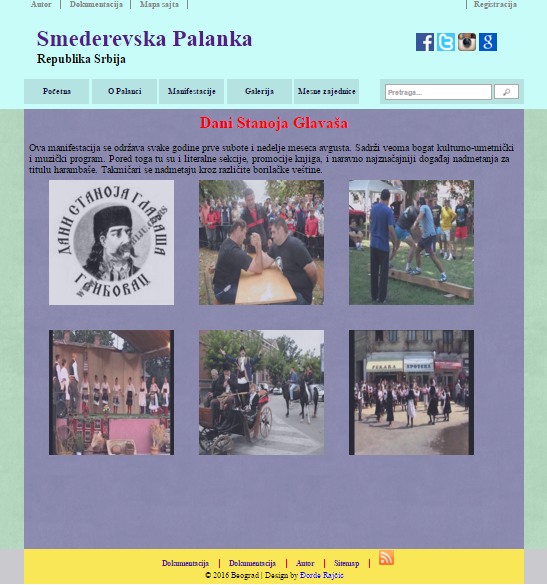 Autor | Dokumentacija | Mapa sajta | | Registracija
Smederevska Palanka
Republika Srbija
Početna O Palanci Manifestacije Galerija Mesne zajednice
Pretraga...
Dani Stanoja Glavaša
Ova manifestacija se održava svake godine prve subote i nedelje meseca avgusta. Sadrži veoma bogat kulturno-umetnički
i muzički program. Pored toga tu su i literalne sekcije, promocije knjiga, i naravno najznačajniji događaj nadmetanja za
titulu harambaše. Takmičari se nadmetaju kroz različite borilačke veštine.
ДАНИ СТАНОЈА ГЛАВАША
ГЛИБОВАЦ
PEKARA
Dokumentacija | Dokumentacija | Autor | Sitemap |
© 2016 Beograd | Design by Đorđe Rajčić